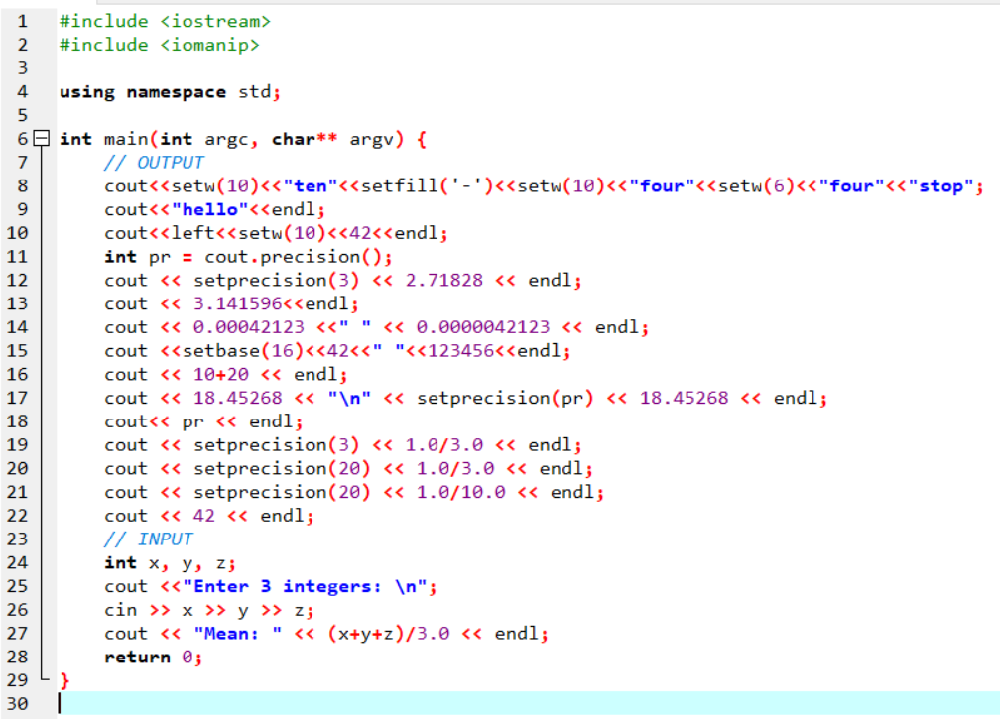 1 #include <iostream>
2 #include <iomanip>
3
4 using namespace std;
5
6 int main(int argc, char** argv) {
7 // OUTPUT
8 cout<<setw(10)<<"ten"<<setfill('-')<<setw(10)<<"four"<<setw(6)<<"four"<<"stop";
9 cout<<"hello"<<endl;
10 cout<<left<<setw(10)<<42<<endl;
11 int pr = cout.precision();
12 cout << setprecision(3) << 2.71828 << endl;
13 cout << 3.141596<<endl;
14 cout << 0.00042123 <<" " << 0.0000042123 << endl;
15 cout <<setbase(16)<<42<<" "<<123456<<endl;
16 cout << 10+20 << endl;
17 cout << 18.45268 << "\n" << setprecision(pr) << 18.45268 << endl;
18 cout<< pr << endl;
19 cout << setprecision(3) << 1.0/3.0 << endl;
20 cout << setprecision(20) << 1.0/3.0 << endl;
21 cout << setprecision(20) << 1.0/10.0 << endl;
22 cout << 42 << endl;
23 // INPUT
24 int x, y, z;
25 cout <<"Enter 3 integers: \n";
26 cin >> x >> y >> z;
27 cout << "Mean: " << (x+y+z)/3.0 << endl;
28 return 0;
29 }
30